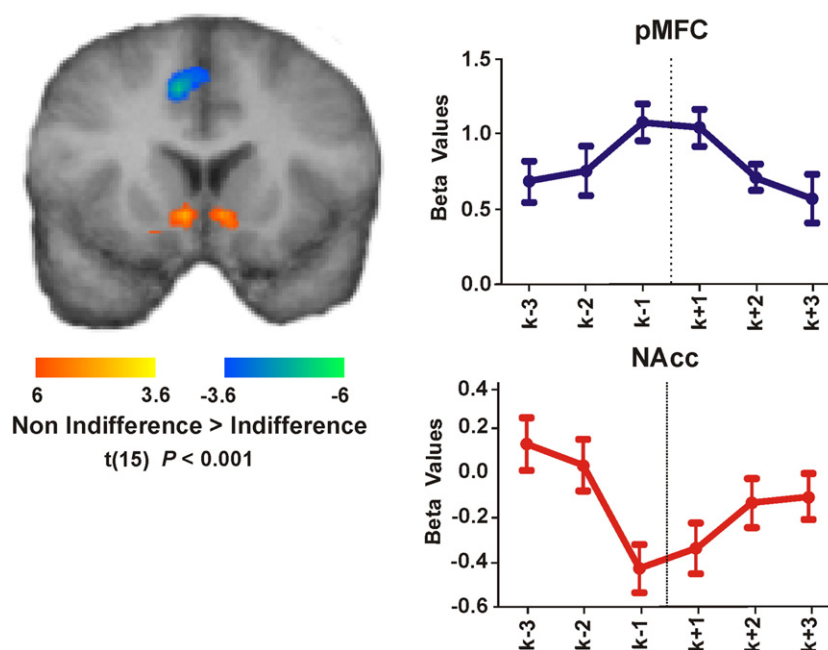 pMFC
1.5
1.0
0.5
0.0
Beta Values
k-3 k-2 k-1 k+1 k+2 k+3
6 3.6 -3.6 -6
Non Indifference > Indifference
t(15) P < 0.001
NAcc
0.4
0.2
0.0
-0.2
-0.4
-0.6
Beta Values
k-3 k-2 k-1 k+1 k+2 k+3